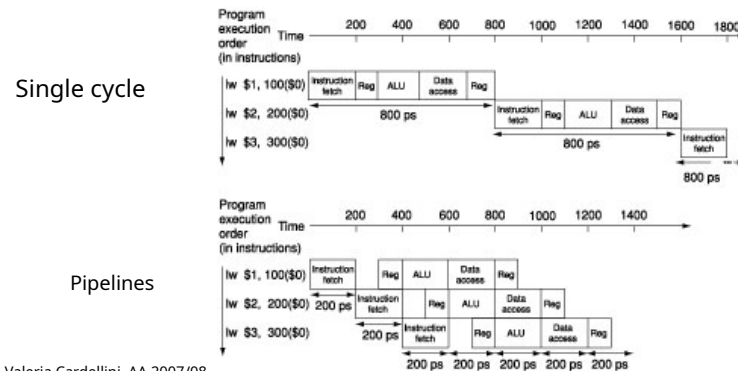 Program
execution
order
(in instructions)
Time
200 400 600 800 1000 1200 1400 1600 1800
Single cycle
lw $1, 100($0) Instruction fetch Reg ALU Data access Reg
800 ps
lw $2, 200($0) Instruction fetch Reg ALU Data access Reg
800 ps
lw $3, 300($0) Instruction fetch
800 ps
Program
execution
order
(in instructions)
Time
200 400 600 800 1000 1200 1400
Pipelines
lw $1, 100($0) Instruction fetch Reg ALU Data access Reg
200 ps
lw $2, 200($0) Instruction fetch Reg ALU Data access Reg
200 ps
lw $3, 300($0) Instruction fetch Reg ALU Data access Reg
200 ps 200 ps 200 ps 200 ps 200 ps
Valeria Cardellini, AA 2007/08